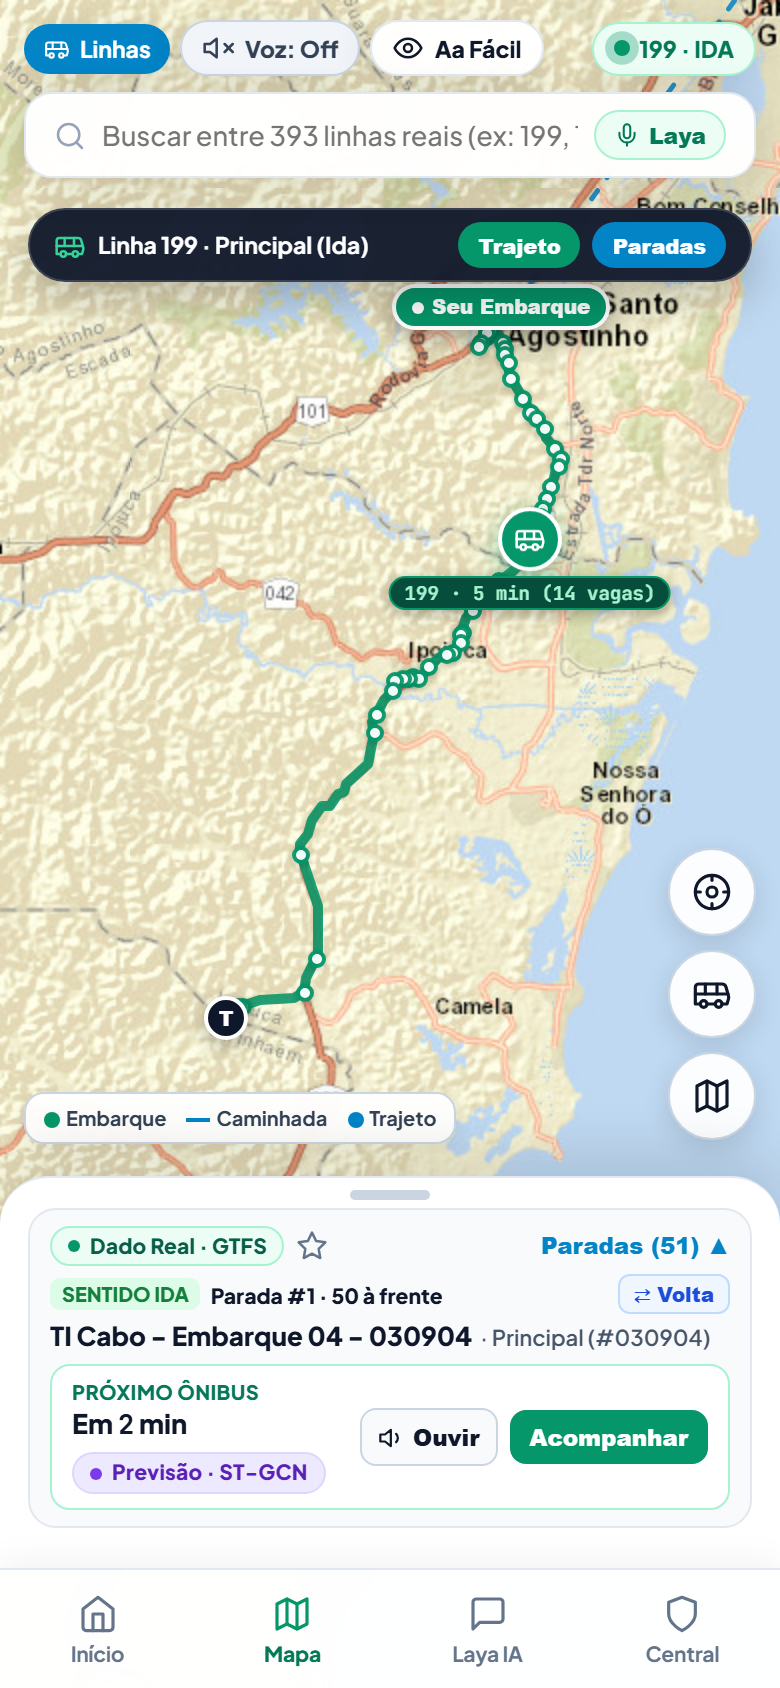 Linhas
Voz: Off
Aa Fácil
199 · IDA
Buscar entre 393 linhas reais (ex: 199,
Laya
Bom Conselh
Linha 199 · Principal (Ida)
Trajeto
Paradas
Seu Embarque
Santo
Agostinho
Agostinho
Escada
101
Estrada Tdr Norte
Ipojuca
199 · 5 min (14 vagas)
042
Ipojuca
Nossa
Senhora
do Ó
Camela
T
Embarque
Caminhada
Trajeto
Dado Real · GTFS
Paradas (51) ▲
SENTIDO IDA
Parada #1 · 50 à frente
⇄ Volta
TI Cabo – Embarque 04 – 030904 · Principal (#030904)
PRÓXIMO ÔNIBUS
Em 2 min
Ouvir
Acompanhar
Previsão · ST-GCN
Início
Mapa
Laya IA
Central